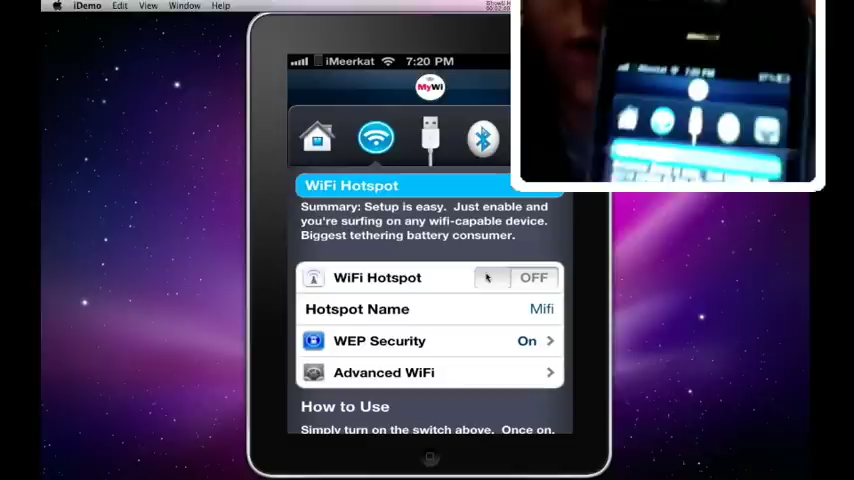 iDemo Edit View Window Help
iMeerkat 7:20 PM
MyWi
WiFi Hotspot
Summary: Setup is easy. Just enable and
you're surfing on any wifi-capable device.
Biggest tethering battery consumer.
WiFi Hotspot OFF
Hotspot Name Mifi
WEP Security On
Advanced WiFi
How to Use
Simply turn on the switch above. Once on,